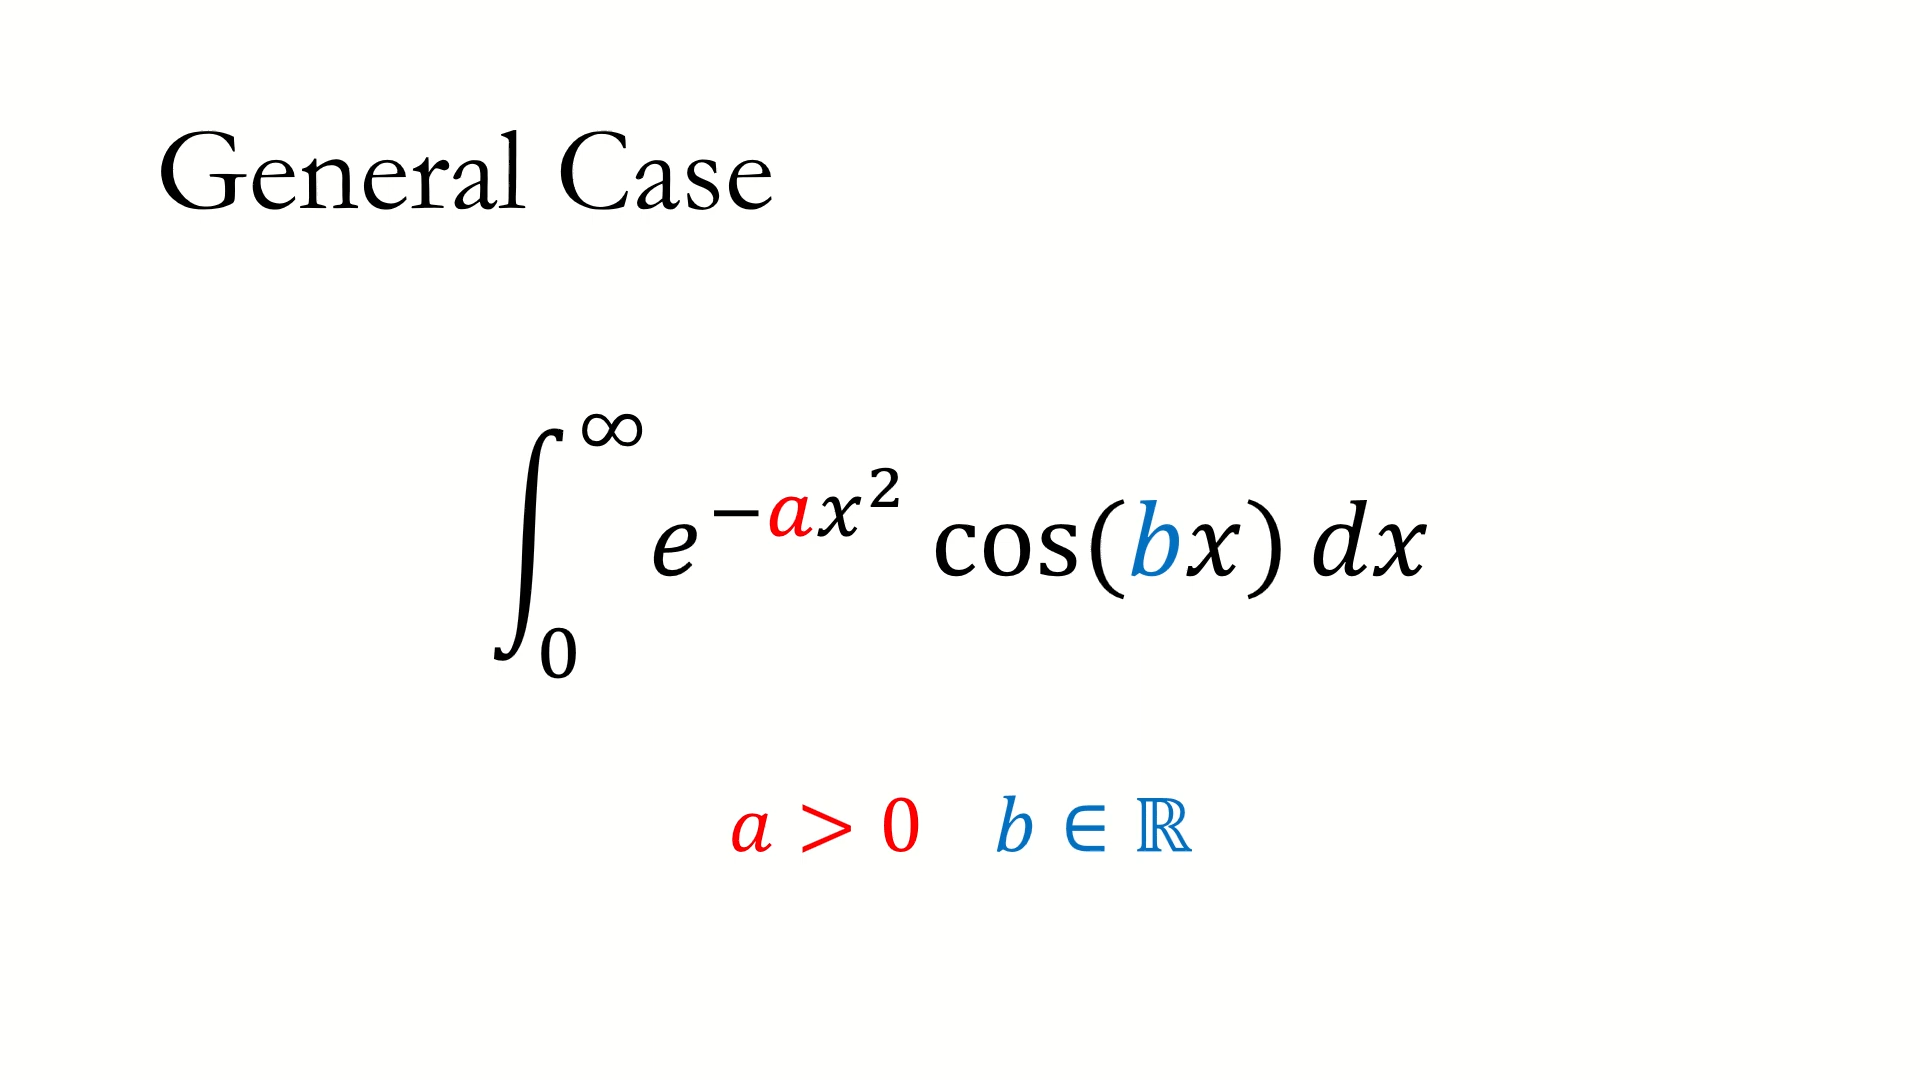 General Case
∫₀^∞ e^{−ax²} cos(bx) dx
a > 0 b ∈ ℝ